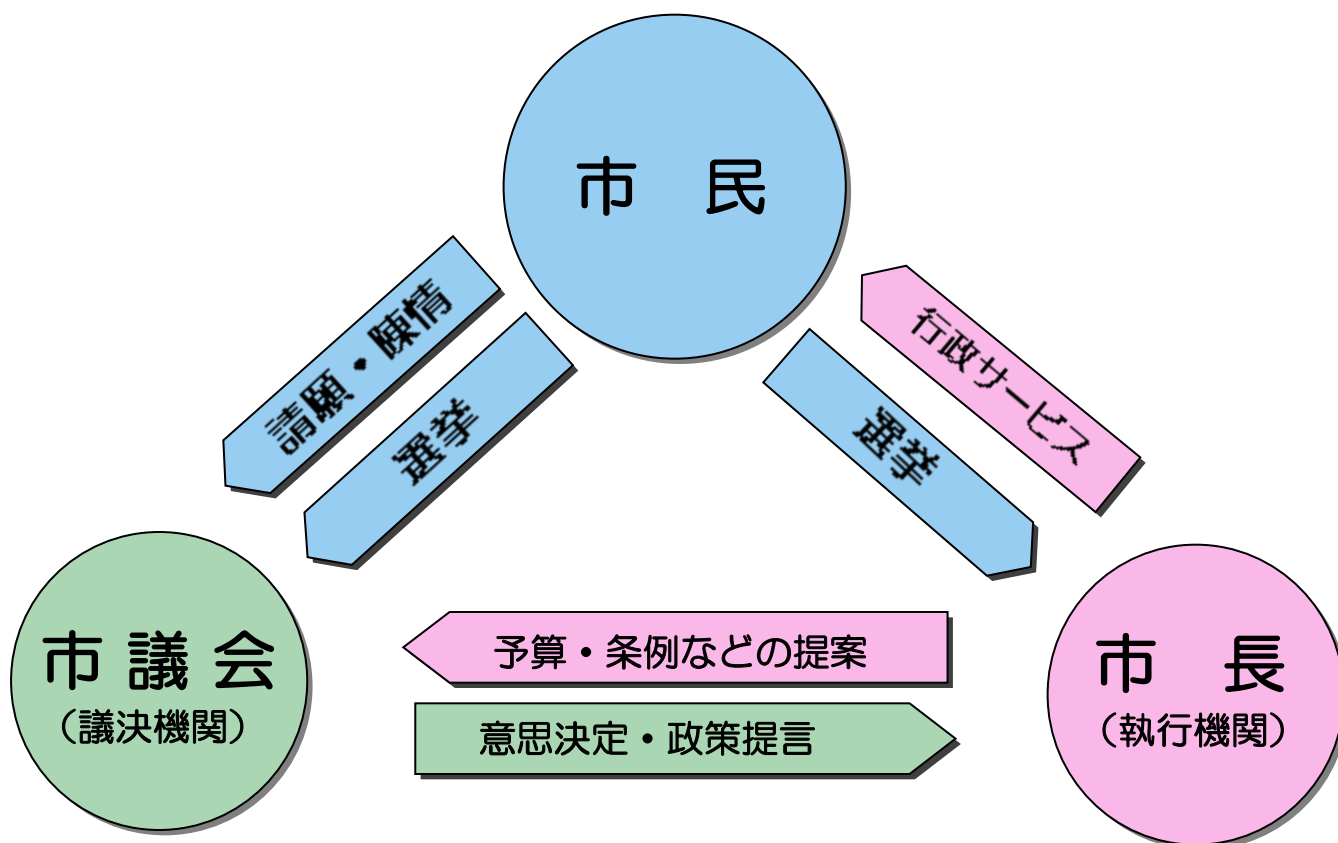 市　民
請願・陳情
選挙
選挙
行政サービス
市 議 会
（議決機関）
予算・条例などの提案
意思決定・政策提言
市　長
（執行機関）